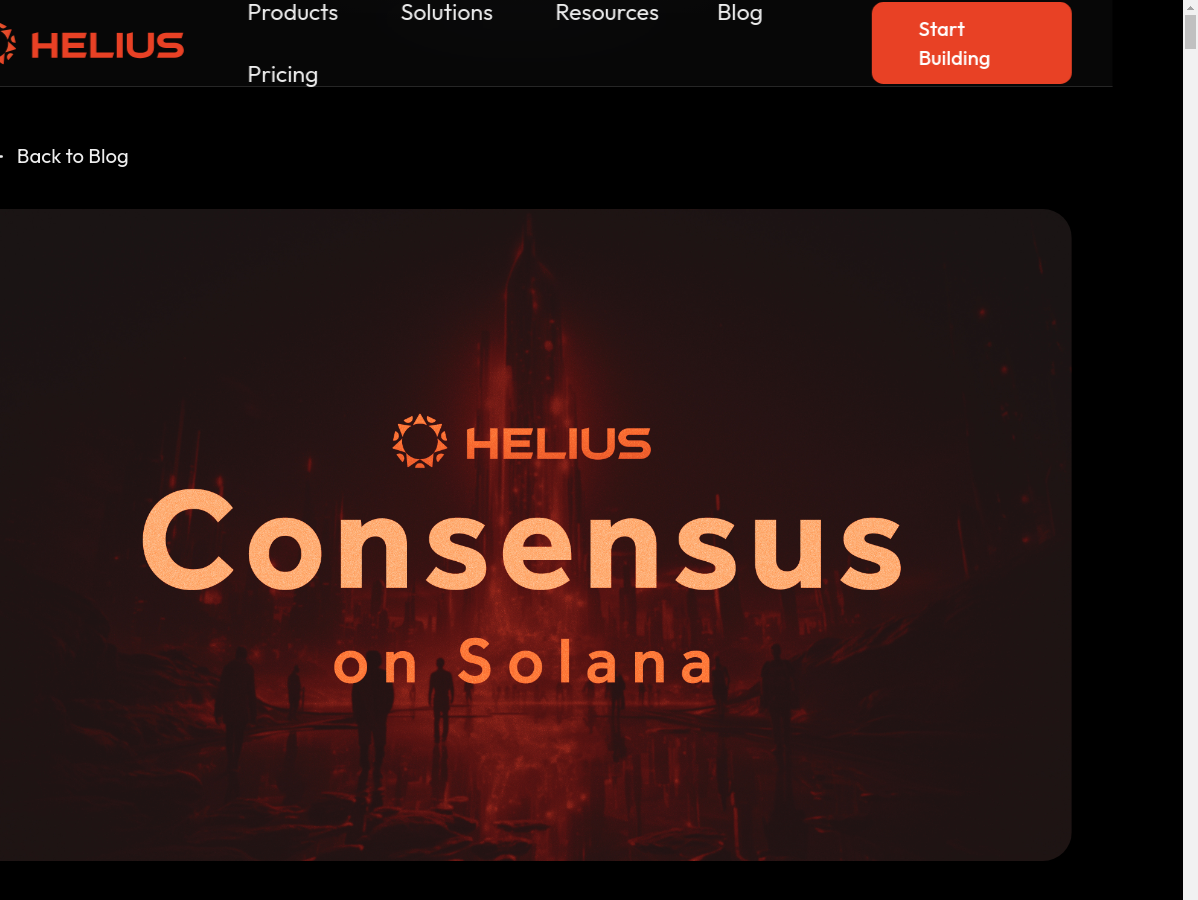 HELIUS
Products Solutions Resources Blog
Pricing
Start
Building
Back to Blog
HELIUS
Consensus
on Solana